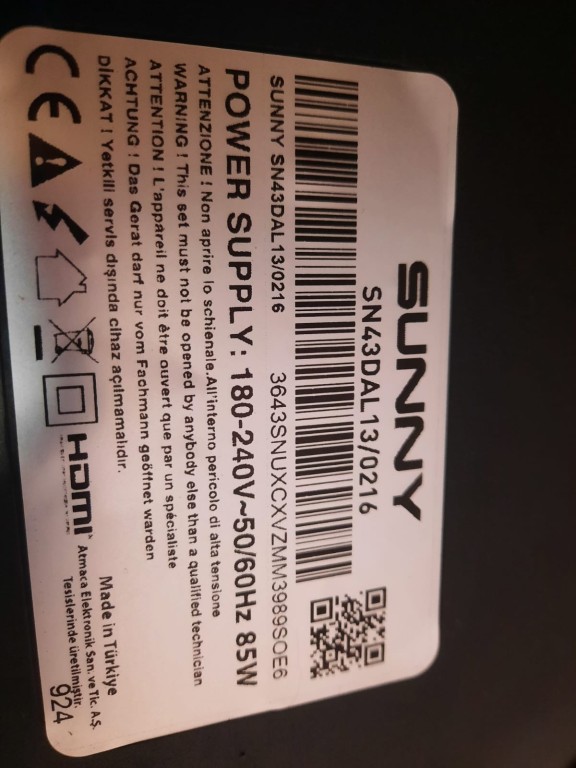 SUNNY
SN43DAL13/0216
SUNNY SN43DAL13/0216 3643SNUXCXVZMM3989SOE6
POWER SUPPLY: 180-240V~50/60Hz 85W
ATTENZIONE ! Non aprire lo schienale.All'interno pericolo di alta tensione
WARNING ! This set must not be opened by anybody else than a qualified technician
ATTENTION ! L'appareil ne doit être ouvert que par un spécialiste
ACHTUNG ! Das Gerat darf nur vom Fachmann geöffnet warden
DİKKAT ! Yetkili servis dışında cihaz açılmamalıdır.
CE
HDMI
Made in Türkiye
Atmaca Elektronik San. ve Tic. A.Ş.
Tesislerinde üretilmiştir.
924